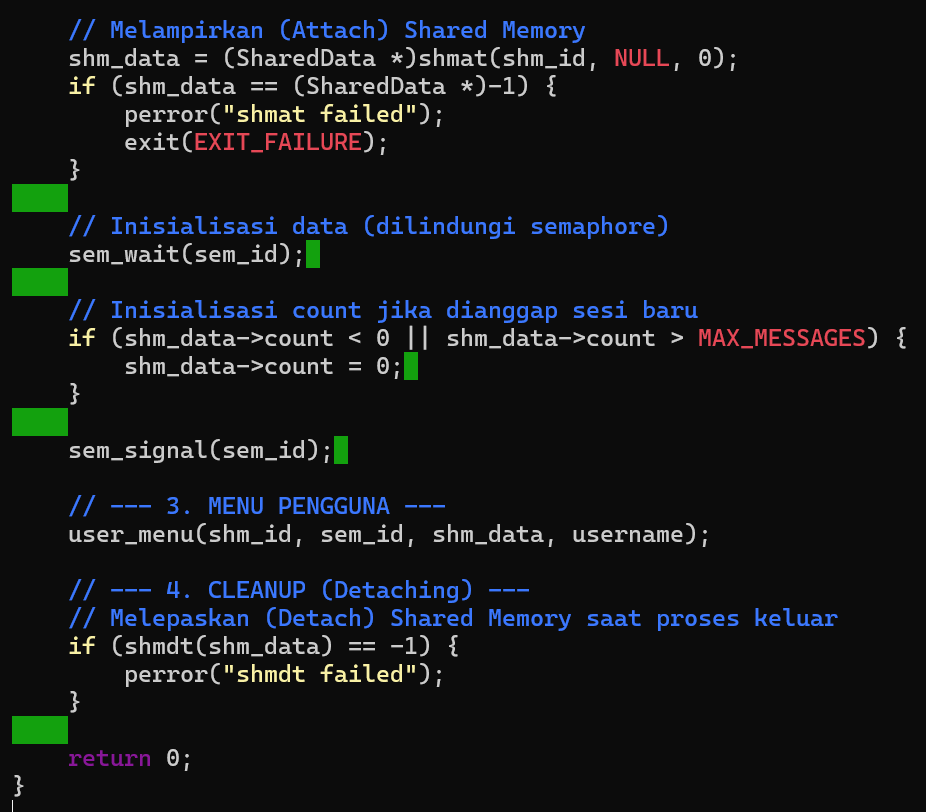 // Melampirkan (Attach) Shared Memory
shm_data = (SharedData *)shmat(shm_id, NULL, 0);
if (shm_data == (SharedData *)-1) {
perror("shmat failed");
exit(EXIT_FAILURE);
}
// Inisialisasi data (dilindungi semaphore)
sem_wait(sem_id);
// Inisialisasi count jika dianggap sesi baru
if (shm_data->count < 0 || shm_data->count > MAX_MESSAGES) {
shm_data->count = 0;
}
sem_signal(sem_id);
// --- 3. MENU PENGGUNA ---
user_menu(shm_id, sem_id, shm_data, username);
// --- 4. CLEANUP (Detaching) ---
// Melepaskan (Detach) Shared Memory saat proses keluar
if (shmdt(shm_data) == -1) {
perror("shmdt failed");
}
return 0;
}